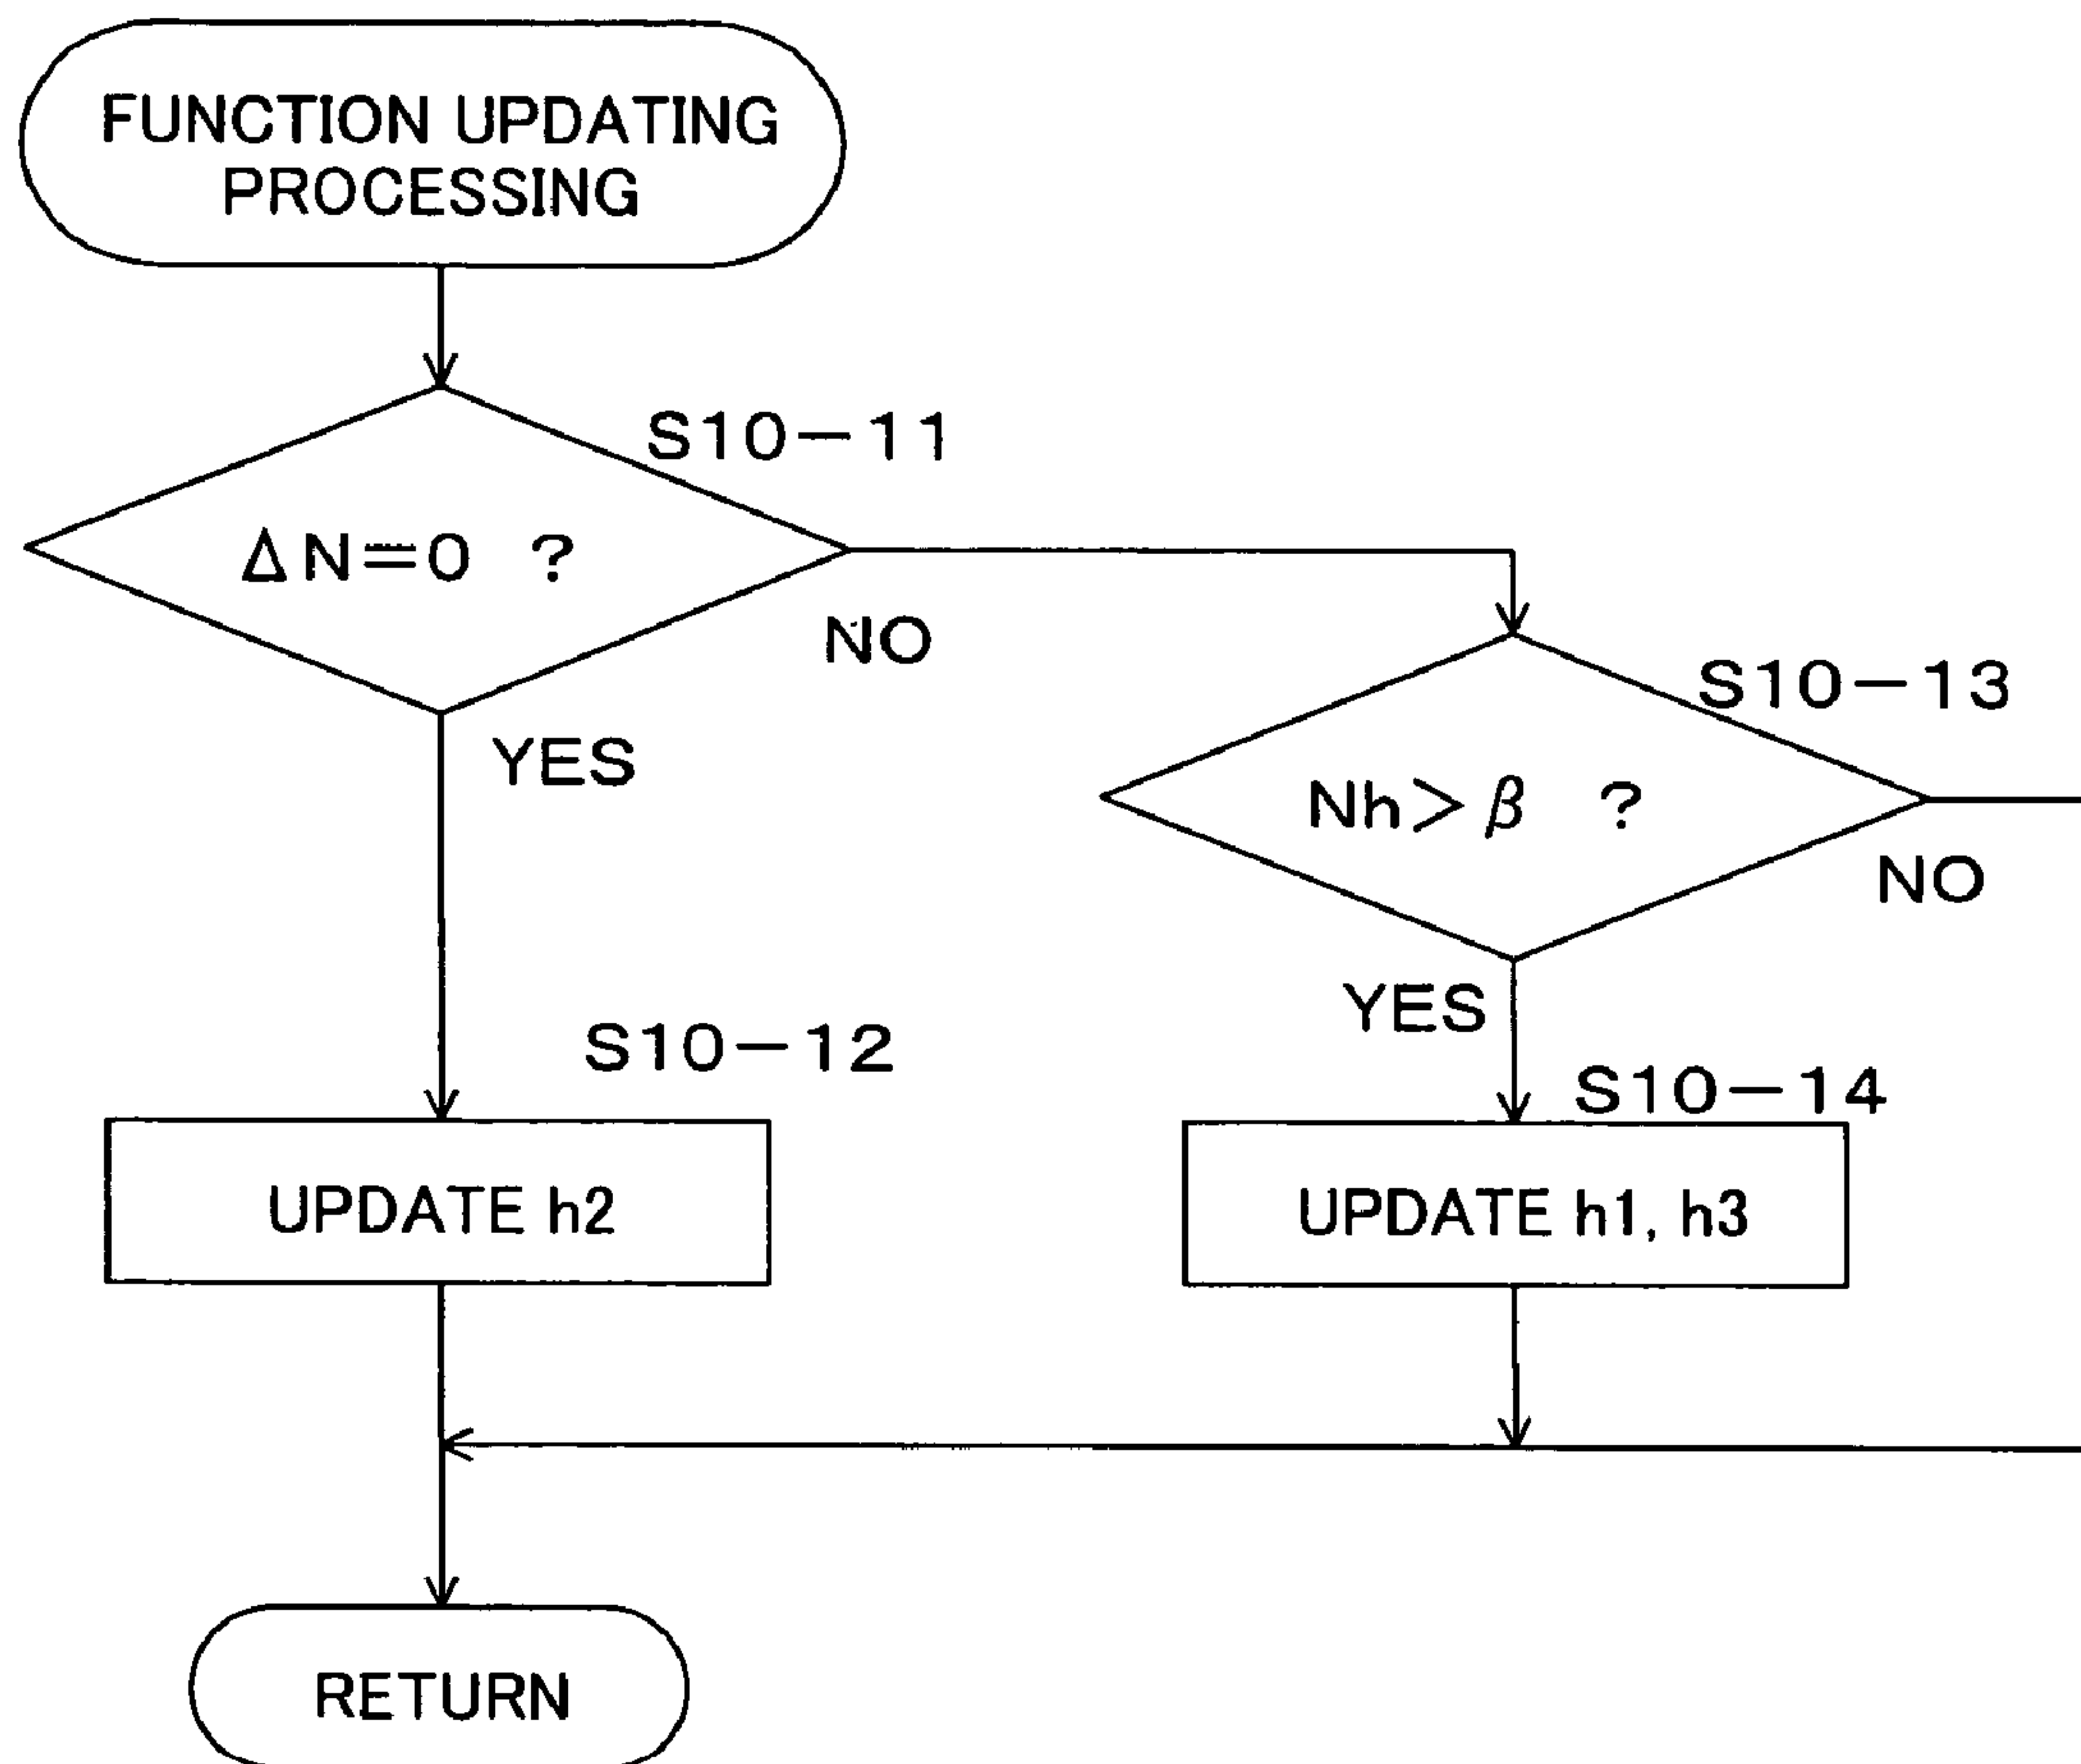 FUNCTION UPDATING
PROCESSING
S10-11
ΔN=0 ?
NO
YES
S10-13
Nh>β ?
NO
YES
S10-12
S10-14
UPDATE h2
UPDATE h1, h3
RETURN